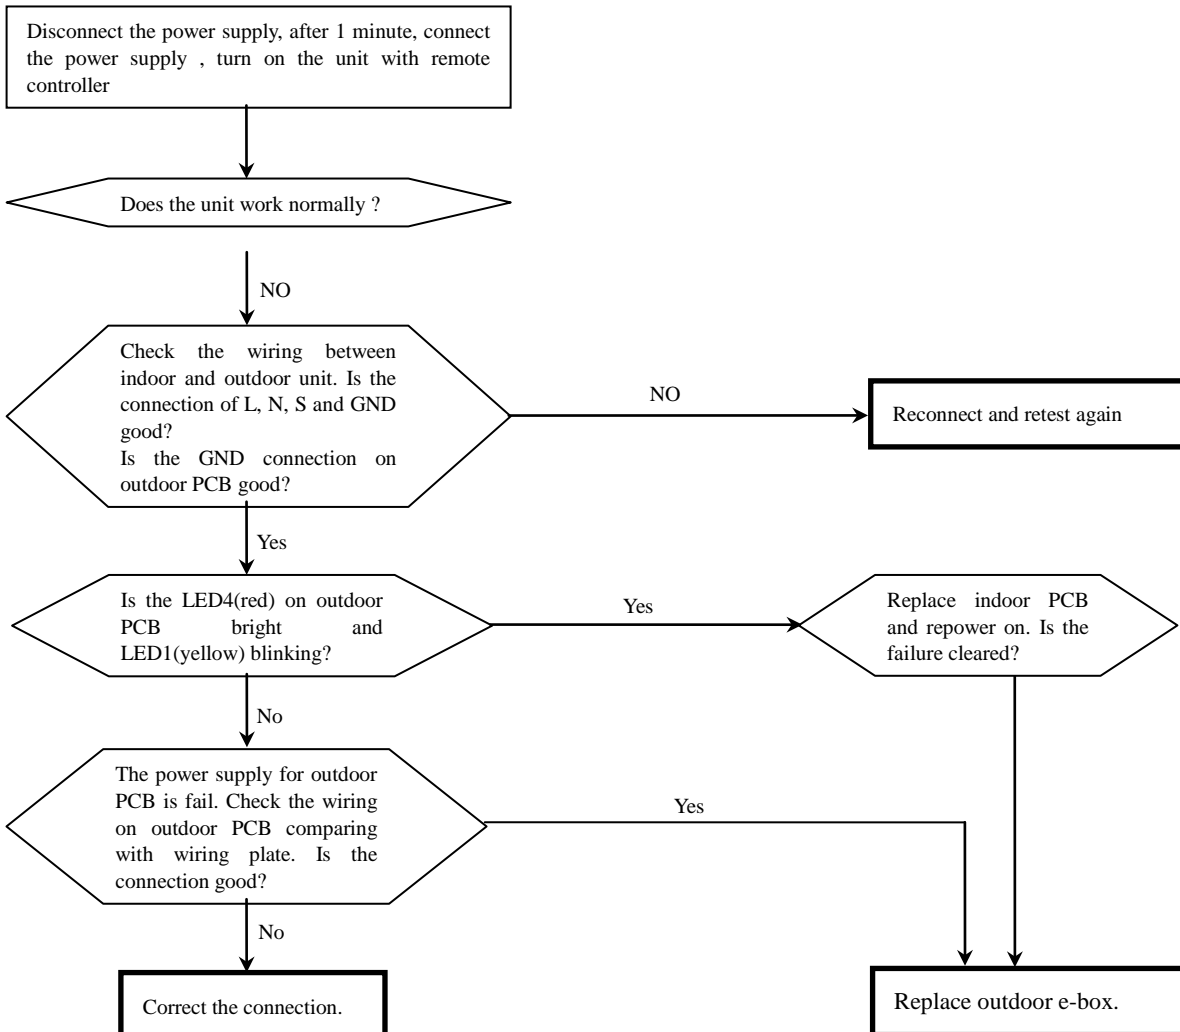 Disconnect the power supply, after 1 minute, connect
the power supply , turn on the unit with remote
controller
Does the unit work normally ?
NO
Check the wiring between
indoor and outdoor unit. Is the
connection of L, N, S and GND
good?
Is the GND connection on
outdoor PCB good?
NO
Reconnect and retest again
Yes
Is the LED4(red) on outdoor
PCB bright and
LED1(yellow) blinking?
Yes
Replace indoor PCB
and repower on. Is the
failure cleared?
No
The power supply for outdoor
PCB is fail. Check the wiring
on outdoor PCB comparing
with wiring plate. Is the
connection good?
Yes
No
Correct the connection.
Replace outdoor e-box.